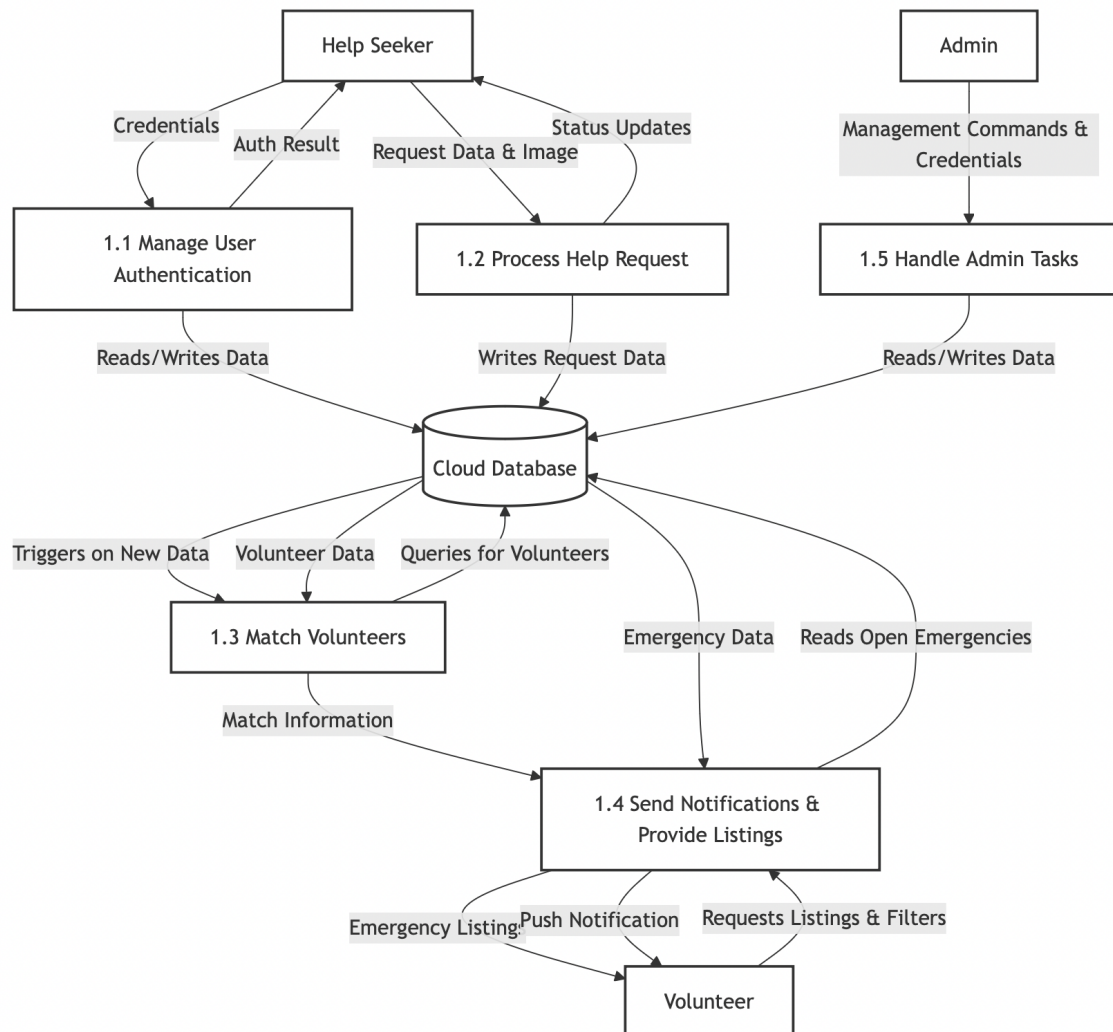 Help Seeker
Admin
Credentials
Auth Result
Request Data & Image
Status Updates
Management Commands &
Credentials
1.1 Manage User
Authentication
1.2 Process Help Request
1.5 Handle Admin Tasks
Reads/Writes Data
Writes Request Data
Reads/Writes Data
Cloud Database
Triggers on New Data
Volunteer Data
Queries for Volunteers
1.3 Match Volunteers
Emergency Data
Reads Open Emergencies
Match Information
1.4 Send Notifications &
Provide Listings
Emergency Listings
Push Notification
Requests Listings & Filters
Volunteer